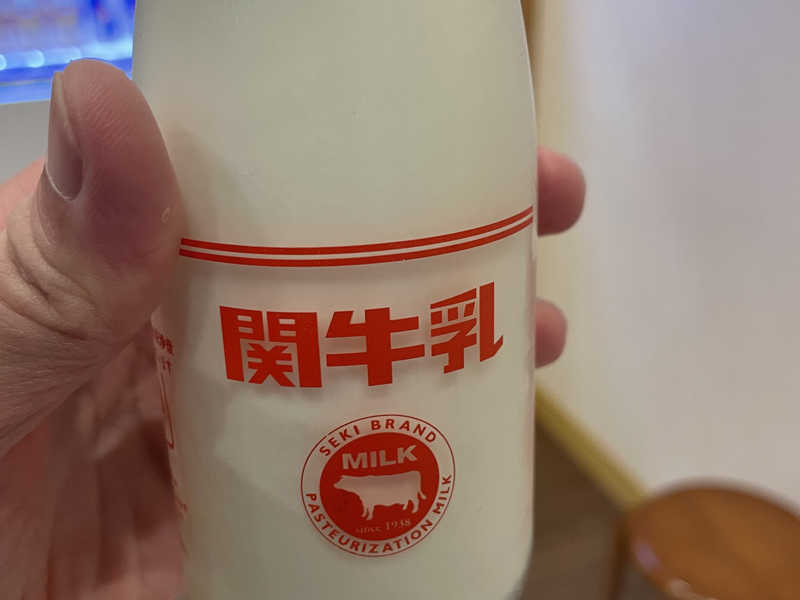 関牛乳
SEKI BRAND
MILK
since 1938
PASTEURIZATION MILK